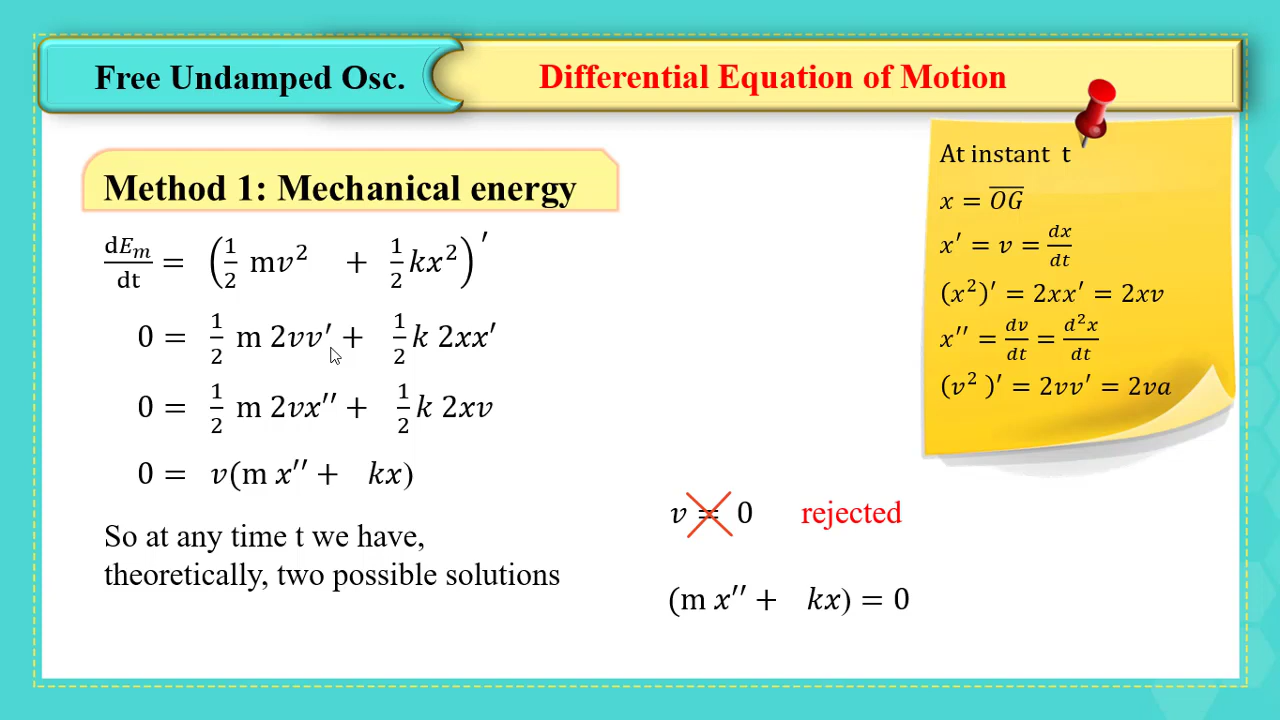 Free Undamped Osc.
Differential Equation of Motion
Method 1: Mechanical energy
dE_m/dt = (1/2 mv² + 1/2 kx²)′
0 = 1/2 m 2vv′ + 1/2 k 2xx′
0 = 1/2 m 2vx′′ + 1/2 k 2xv
0 = v(m x′′ + kx)
So at any time t we have,
theoretically, two possible solutions
v = 0 rejected
(m x′′ + kx) = 0
At instant t
x = O̅G̅
x′ = v = dx/dt
(x²)′ = 2xx′ = 2xv
x′′ = dv/dt = d²x/dt
(v² )′ = 2vv′ = 2va